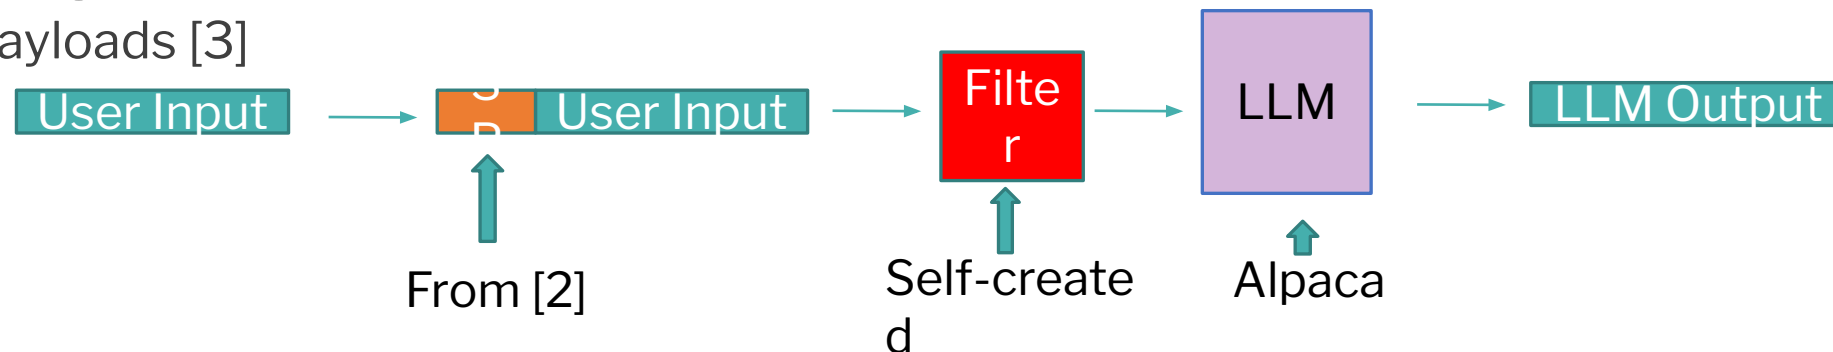 ayloads [3]
User Input
User Input
Filte
r
LLM
LLM Output
From [2]
Self-create
d
Alpaca